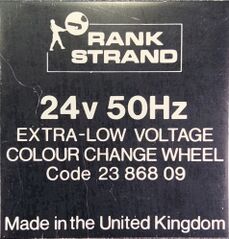 RANK
STRAND
24v 50Hz
EXTRA-LOW VOLTAGE
COLOUR CHANGE WHEEL
Code 23 868 09
Made in the United Kingdom